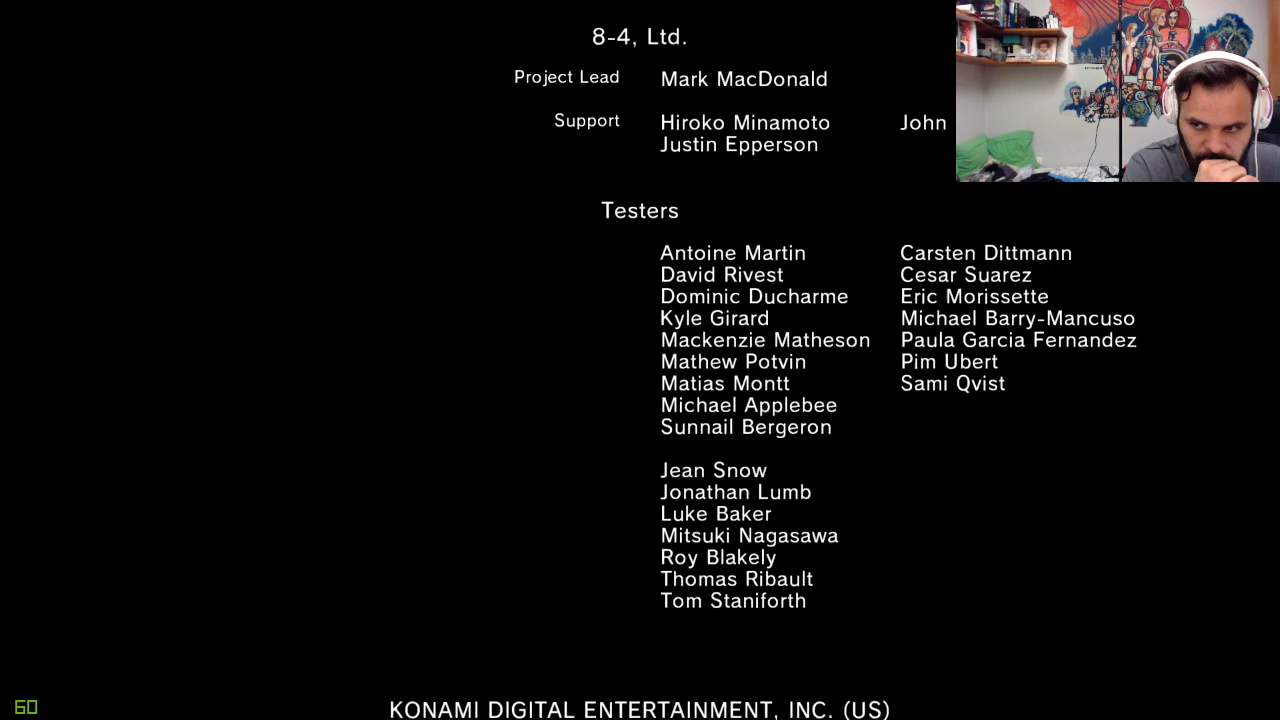 8-4, Ltd.
Project Lead Mark MacDonald
Support Hiroko Minamoto John
Justin Epperson
Testers
Antoine Martin Carsten Dittmann
David Rivest Cesar Suarez
Dominic Ducharme Eric Morissette
Kyle Girard Michael Barry-Mancuso
Mackenzie Matheson Paula Garcia Fernandez
Mathew Potvin Pim Ubert
Matias Montt Sami Qvist
Michael Applebee
Sunnail Bergeron
Jean Snow
Jonathan Lumb
Luke Baker
Mitsuki Nagasawa
Roy Blakely
Thomas Ribault
Tom Staniforth
60
KONAMI DIGITAL ENTERTAINMENT, INC. (US)